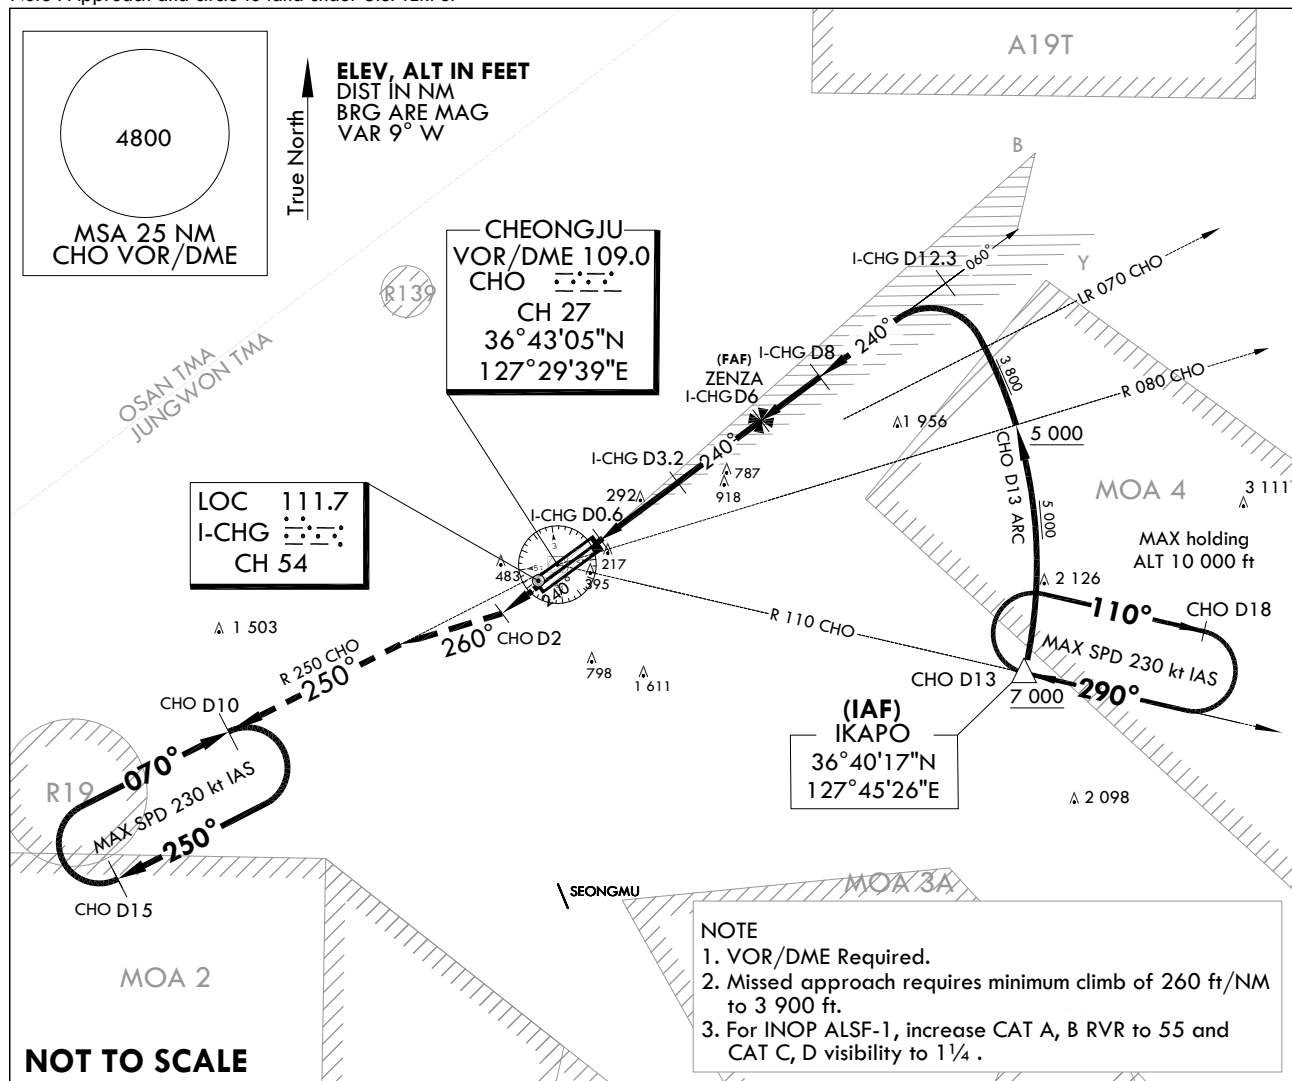 4800
MSA 25 NM
CHO VOR/DME
True North
ELEV, ALT IN FEET
DIST IN NM
BRG ARE MAG
VAR 9° W
A19T
B
Y
R139
OSAN TMA
JUNGWON TMA
CHEONGJU
VOR/DME 109.0
CHO
CH 27
36°43'05"N
127°29'39"E
I-CHG D12.3
060°
LR 070 CHO
R 080 CHO
240°
I-CHG D8
(FAF)
ZENZA
I-CHG D6
3 800
1 956
5 000
240°
I-CHG D3.2
787
918
292
I-CHG D0.6
CHO D13 ARC
5 000
MOA 4
MAX holding
ALT 10 000 ft
LOC 111.7
I-CHG
CH 54
3
483
217
395
240°
2 126
110°
CHO D18
R 110 CHO
MAX SPD 230 kt IAS
290°
CHO D13
7 000
1 503
260°
CHO D2
R 250 CHO
250°
798
1 611
CHO D10
(IAF)
IKAPO
36°40'17"N
127°45'26"E
2 098
R19
070°
MAX SPD 230 kt IAS
250°
CHO D15
SEONGMU
MOA 3A
MOA 2
NOTE
1. VOR/DME Required.
2. Missed approach requires minimum climb of 260 ft/NM
to 3 900 ft.
3. For INOP ALSF-1, increase CAT A, B RVR to 55 and
CAT C, D visibility to 1¼ .
NOT TO SCALE